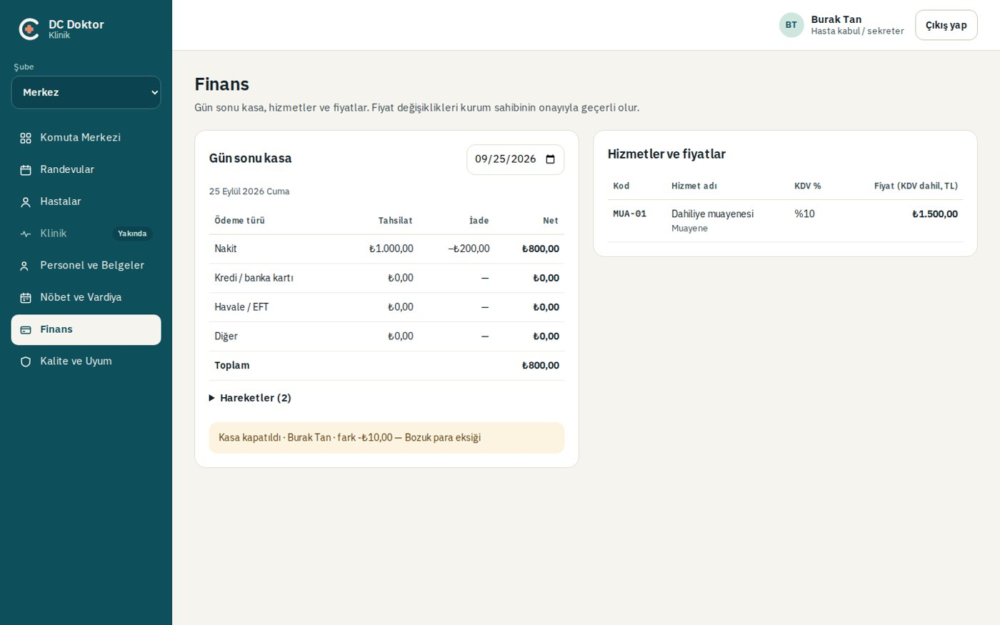 DC Doktor
Klinik
Şube
Merkez
Komuta Merkezi
Randevular
Hastalar
Klinik Yakında
Personel ve Belgeler
Nöbet ve Vardiya
Finans
Kalite ve Uyum
BT Burak Tan
Hasta kabul / sekreter
Çıkış yap
Finans
Gün sonu kasa, hizmetler ve fiyatlar. Fiyat değişiklikleri kurum sahibinin onayıyla geçerli olur.
Gün sonu kasa 09/25/2026
25 Eylül 2026 Cuma
Ödeme türü Tahsilat İade Net
Nakit ₺1.000,00 −₺200,00 ₺800,00
Kredi / banka kartı ₺0,00 — ₺0,00
Havale / EFT ₺0,00 — ₺0,00
Diğer ₺0,00 — ₺0,00
Toplam ₺800,00
Hareketler (2)
Kasa kapatıldı · Burak Tan · fark -₺10,00 — Bozuk para eksiği
Hizmetler ve fiyatlar
Kod Hizmet adı KDV % Fiyat (KDV dahil, TL)
MUA-01 Dahiliye muayenesi %10 ₺1.500,00
Muayene